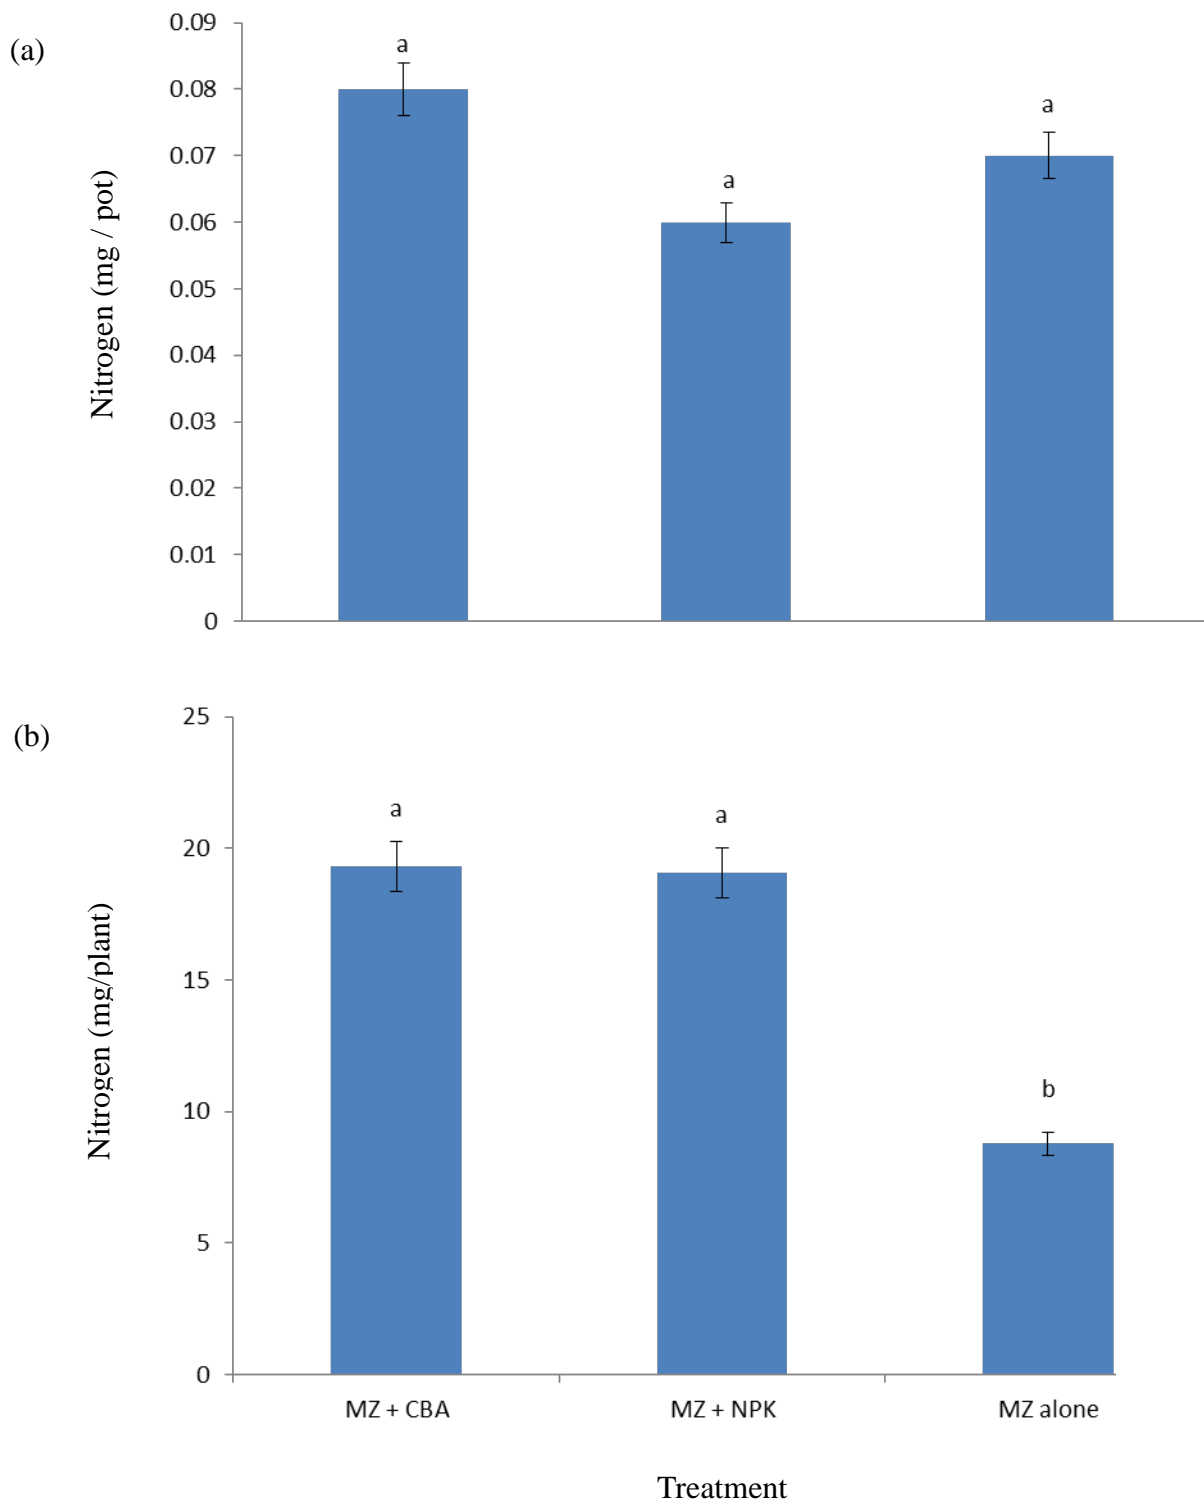 (a)
Nitrogen (mg / pot)
0.09
0.08
0.07
0.06
0.05
0.04
0.03
0.02
0.01
0
a
a
a
(b)
Nitrogen (mg/plant)
25
20
15
10
5
0
a
a
b
MZ + CBA
MZ + NPK
MZ alone
Treatment